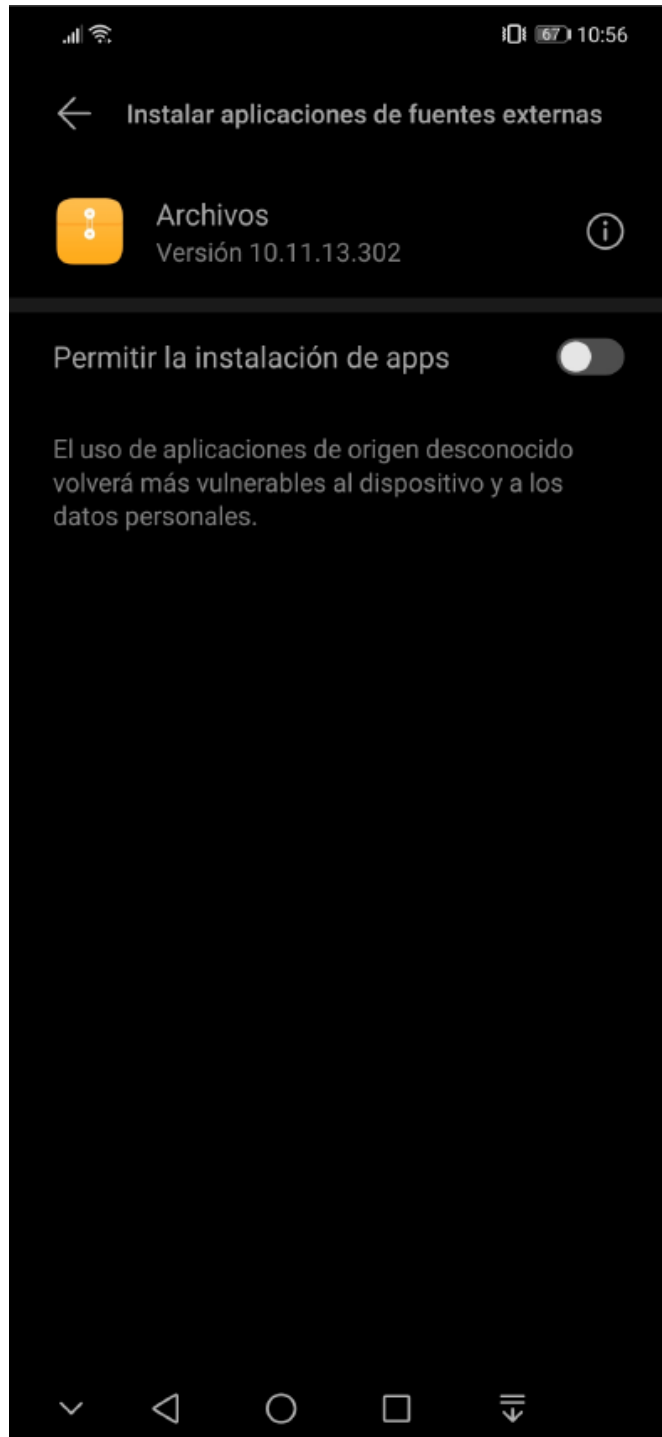 67 10:56
Instalar aplicaciones de fuentes externas
Archivos
Versión 10.11.13.302
Permitir la instalación de apps
El uso de aplicaciones de origen desconocido
volverá más vulnerables al dispositivo y a los
datos personales.